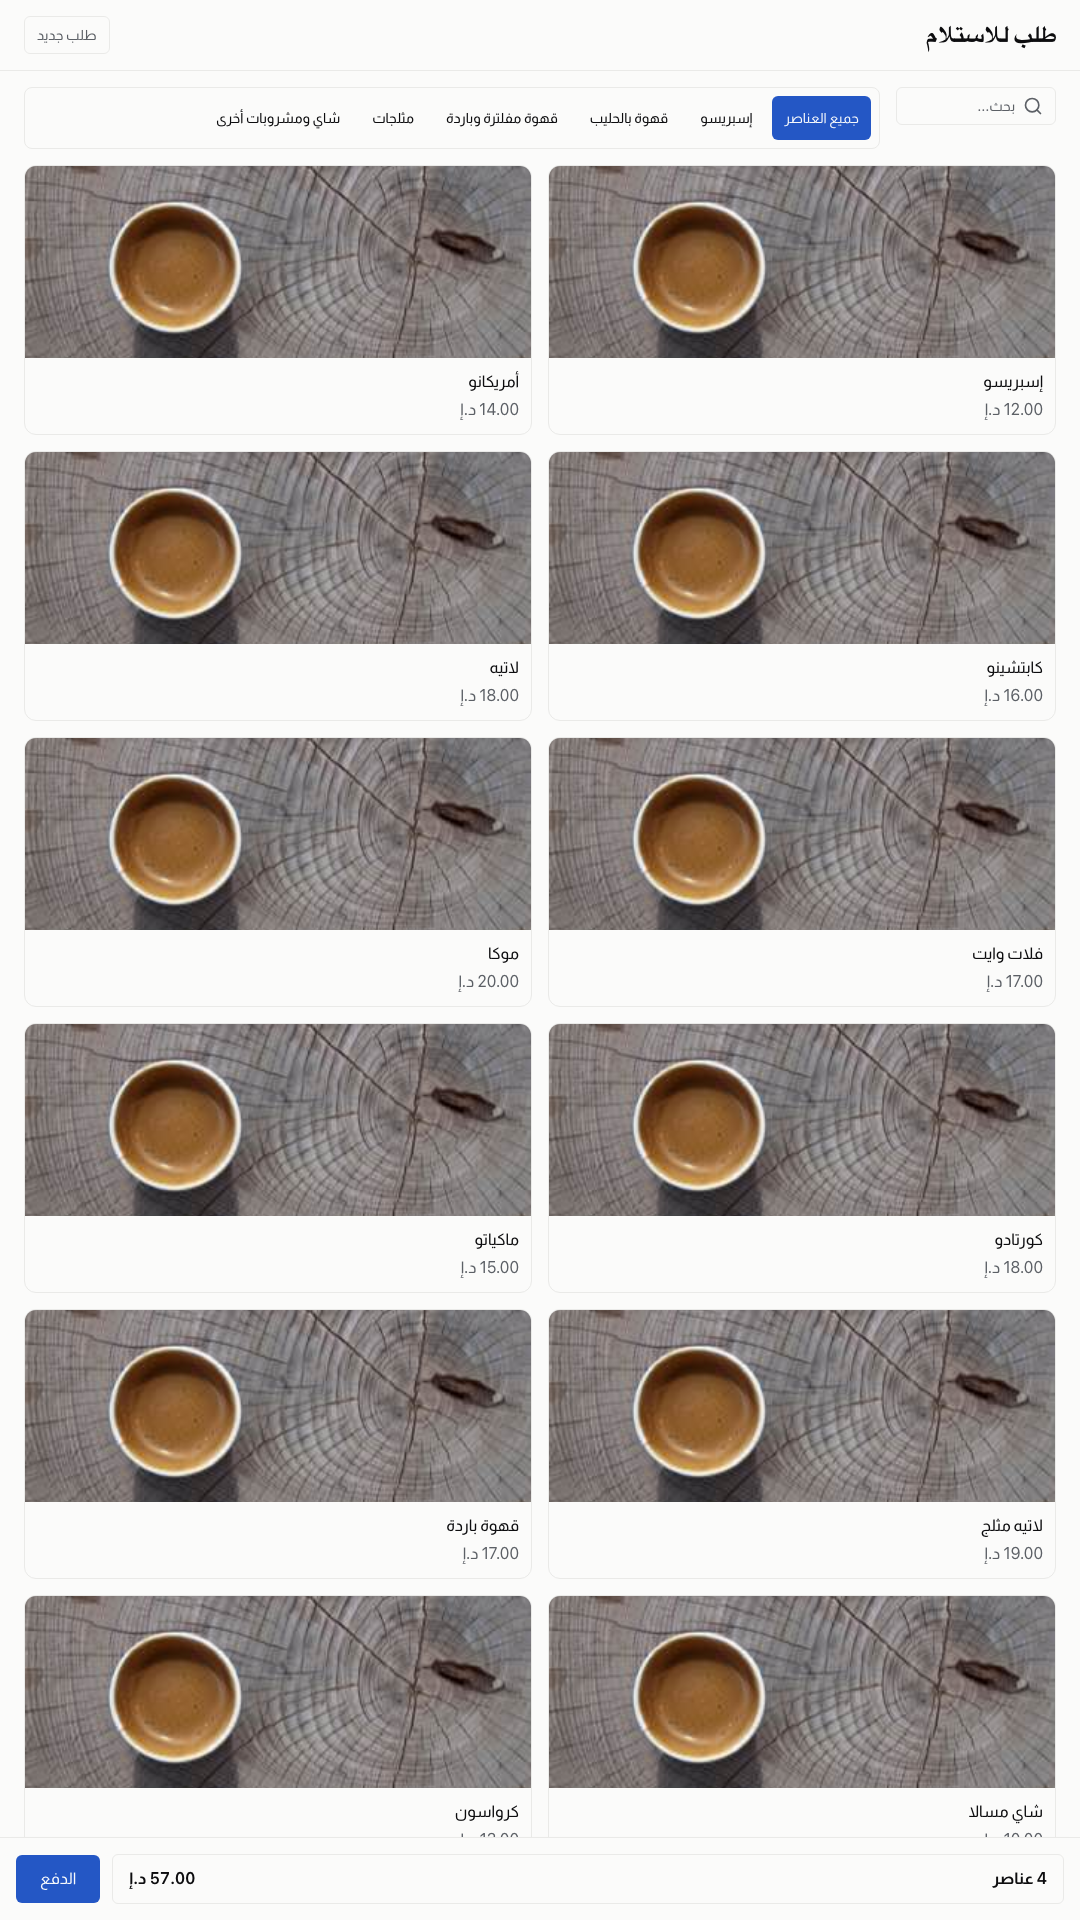 طلب للاستلام
طلب جديد
بحث...
جميع العناصر
إسبريسو
قهوة بالحليب
قهوة مفلترة وباردة
مثلجات
شاي ومشروبات أخرى
إسبريسو
12.00 د.إ
أمريكانو
14.00 د.إ
كابتشينو
16.00 د.إ
لاتيه
18.00 د.إ
فلات وايت
17.00 د.إ
موكا
20.00 د.إ
كورتادو
18.00 د.إ
ماكياتو
15.00 د.إ
لاتيه مثلج
19.00 د.إ
قهوة باردة
17.00 د.إ
شاي مسالا
كرواسون
4 عناصر
57.00 د.إ
الدفع